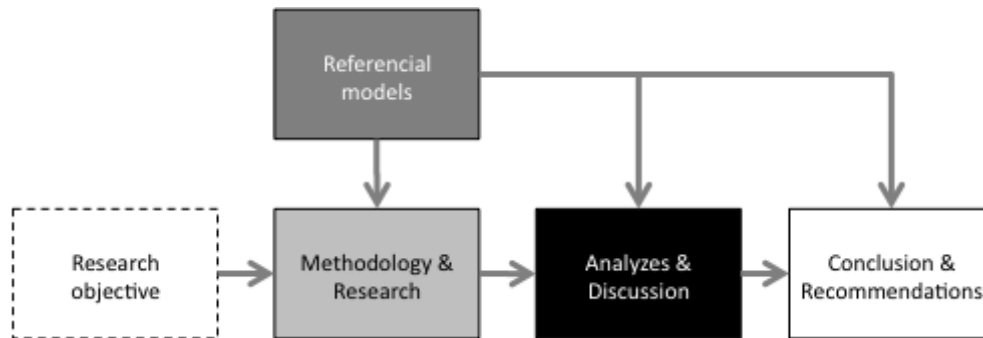 Referencial
models
Research
objective
Methodology &
Research
Analyzes &
Discussion
Conclusion &
Recommendations